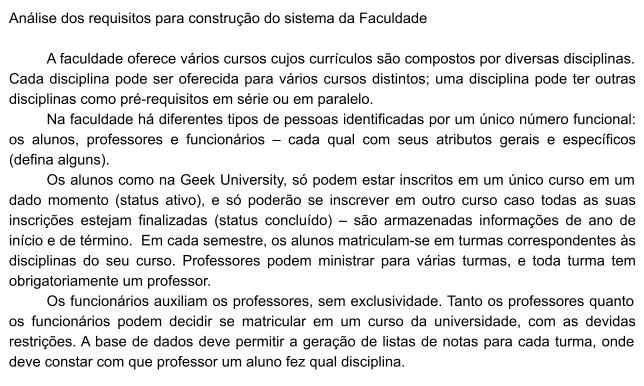 Análise dos requisitos para construção do sistema da Faculdade
A faculdade oferece vários cursos cujos currículos são compostos por diversas disciplinas.
Cada disciplina pode ser oferecida para vários cursos distintos; uma disciplina pode ter outras
disciplinas como pré-requisitos em série ou em paralelo.
Na faculdade há diferentes tipos de pessoas identificadas por um único número funcional:
os alunos, professores e funcionários – cada qual com seus atributos gerais e específicos
(defina alguns).
Os alunos como na Geek University, só podem estar inscritos em um único curso em um
dado momento (status ativo), e só poderão se inscrever em outro curso caso todas as suas
inscrições estejam finalizadas (status concluído) – são armazenadas informações de ano de
início e de término. Em cada semestre, os alunos matriculam-se em turmas correspondentes às
disciplinas do seu curso. Professores podem ministrar para várias turmas, e toda turma tem
obrigatoriamente um professor.
Os funcionários auxiliam os professores, sem exclusividade. Tanto os professores quanto
os funcionários podem decidir se matricular em um curso da universidade, com as devidas
restrições. A base de dados deve permitir a geração de listas de notas para cada turma, onde
deve constar com que professor um aluno fez qual disciplina.